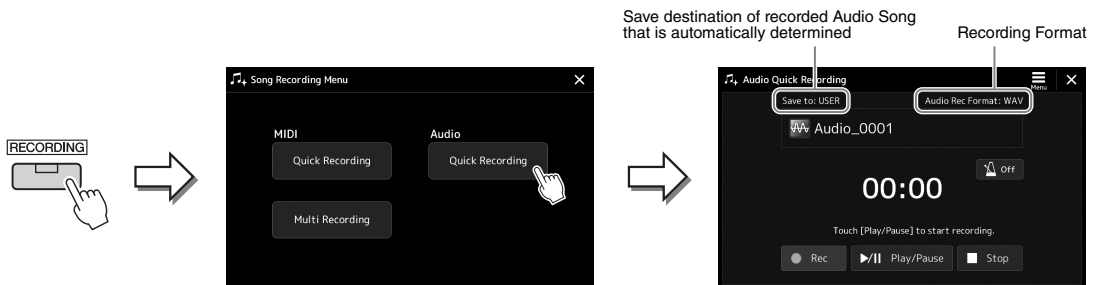 Save destination of recorded Audio Song
that is automatically determined
Recording Format
RECORDING
Song Recording Menu
MIDI
Audio
Quick Recording
Quick Recording
Multi Recording
Audio Quick Recording
Menu
Save to: USER
Audio Rec Format: WAV
Audio_0001
Off
00:00
Touch [Play/Pause] to start recording.
Rec
Play/Pause
Stop